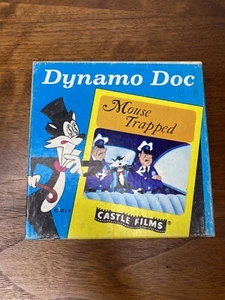 Dynamo Doc
Mouse
Trapped
CASTLE FILMS®